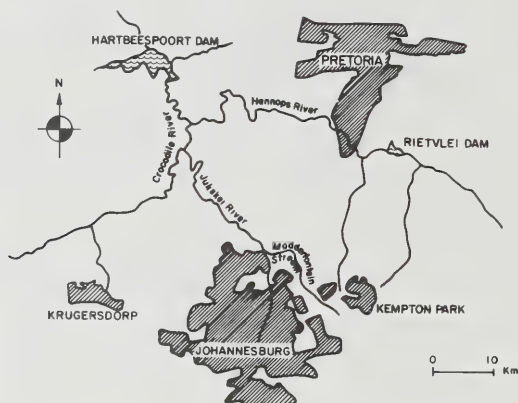 HARTBEESPOORT DAM
PRETORIA
N
Hennops River
Crocodile River
RIETVLEI DAM
Jukskei River
Modderfontein
Stream
KRUGERSDORP
KEMPTON PARK
JOHANNESBURG
0 10
Km